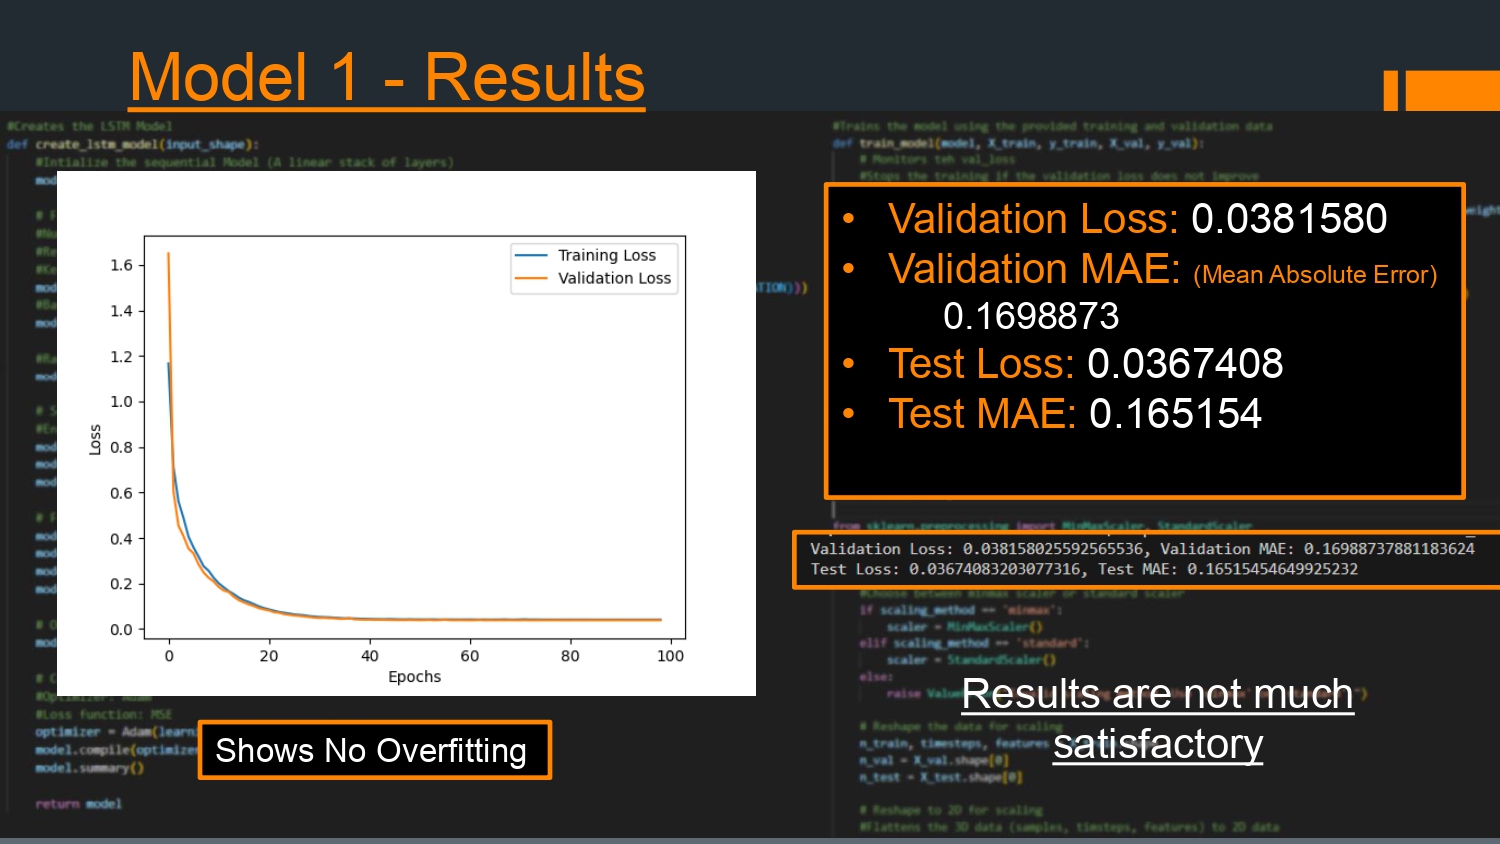 Model 1 - Results
#Creates the LSTM Model
def create_lstm_model(input_shape):
#Intialize the sequential Model (A linear stack of layers)
#Trains the model using the provided training and validation data
def train_model(model, X_train, y_train, X_val, y_val):
# Monitors teh val_loss
#Stops the training if the validation loss does not improve
Training Loss
Validation Loss
1.6
1.4
1.2
1.0
0.8
0.6
0.4
0.2
0.0
Loss
0 20 40 60 80 100
Epochs
• Validation Loss: 0.0381580
• Validation MAE: (Mean Absolute Error)
0.1698873
• Test Loss: 0.0367408
• Test MAE: 0.165154
from sklearn.preprocessing import MinMaxScaler, StandardScaler
Validation Loss: 0.038158025592565536, Validation MAE: 0.16988737881183624
Test Loss: 0.03674083203077316, Test MAE: 0.16515454649925232
#Choose between minmax scaler or standard scaler
if scaling_method == 'minmax':
scaler = MinMaxScaler()
elif scaling_method == 'standard':
scaler = StandardScaler()
else:
raise
Results are not much
satisfactory
# Reshape the data for scaling
n_train, timesteps, features
n_val = X_val.shape[0]
n_test = X_test.shape[0]
# Reshape to 2D for scaling
#Flattens the 3D data (samples, timsteps, features) to 2D data
#Optimizer: Adam
#Loss function: MSE
optimizer = Adam(
model.compile(
model.summary()
return model
Shows No Overfitting